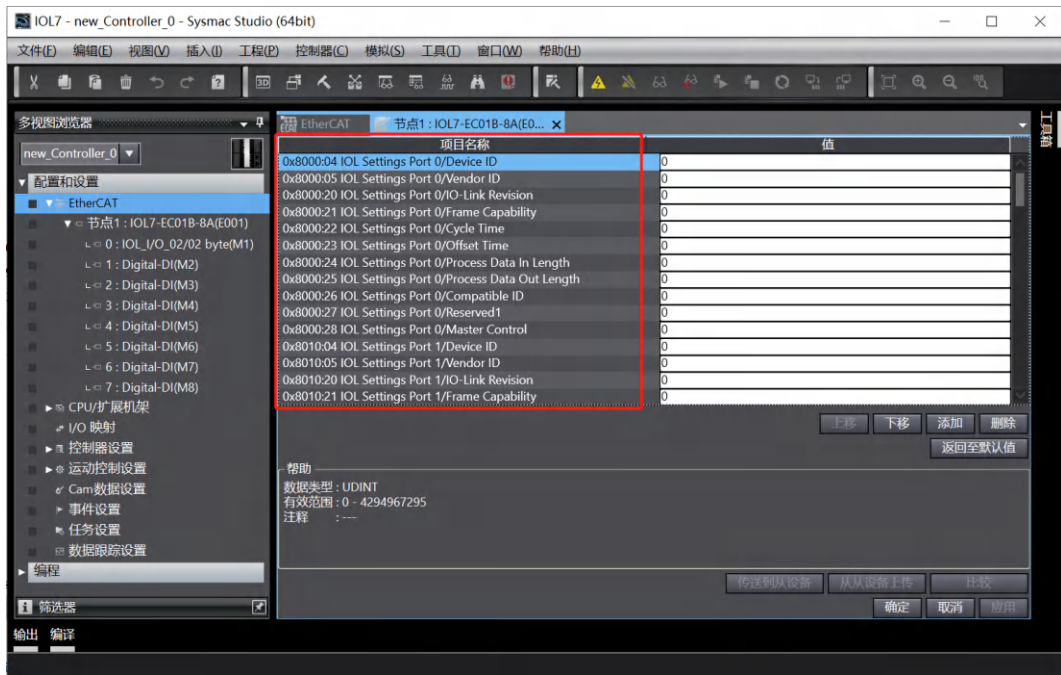 IOL7 - new_Controller_0 - Sysmac Studio (64bit)
文件(F) 编辑(E) 视图(V) 插入(I) 工程(P) 控制器(C) 模拟(S) 工具(T) 窗口(W) 帮助(H)
多视图浏览器
new_Controller_0
配置和设置
EtherCAT
节点1 : IOL7-EC01B-8A(E001)
0 : IOL_I/O_02/02 byte(M1)
1 : Digital-DI(M2)
2 : Digital-DI(M3)
3 : Digital-DI(M4)
4 : Digital-DI(M5)
5 : Digital-DI(M6)
6 : Digital-DI(M7)
7 : Digital-DI(M8)
CPU/扩展机架
I/O 映射
控制器设置
运动控制设置
Cam数据设置
事件设置
任务设置
数据跟踪设置
编程
筛选器
EtherCAT 节点1 : IOL7-EC01B-8A(E0...
项目名称 值
0x8000:04 IOL Settings Port 0/Device ID 0
0x8000:05 IOL Settings Port 0/Vendor ID 0
0x8000:20 IOL Settings Port 0/IO-Link Revision 0
0x8000:21 IOL Settings Port 0/Frame Capability 0
0x8000:22 IOL Settings Port 0/Cycle Time 0
0x8000:23 IOL Settings Port 0/Offset Time 0
0x8000:24 IOL Settings Port 0/Process Data In Length 0
0x8000:25 IOL Settings Port 0/Process Data Out Length 0
0x8000:26 IOL Settings Port 0/Compatible ID 0
0x8000:27 IOL Settings Port 0/Reserved1 0
0x8000:28 IOL Settings Port 0/Master Control 0
0x8010:04 IOL Settings Port 1/Device ID 0
0x8010:05 IOL Settings Port 1/Vendor ID 0
0x8010:20 IOL Settings Port 1/IO-Link Revision 0
0x8010:21 IOL Settings Port 1/Frame Capability 0
上移 下移 添加 删除
返回至默认值
帮助
数据类型 : UDINT
有效范围 : 0 - 4294967295
注释 : ---
传送到从设备 从从设备上传 比较
确定 取消 应用
工具箱
输出 编译